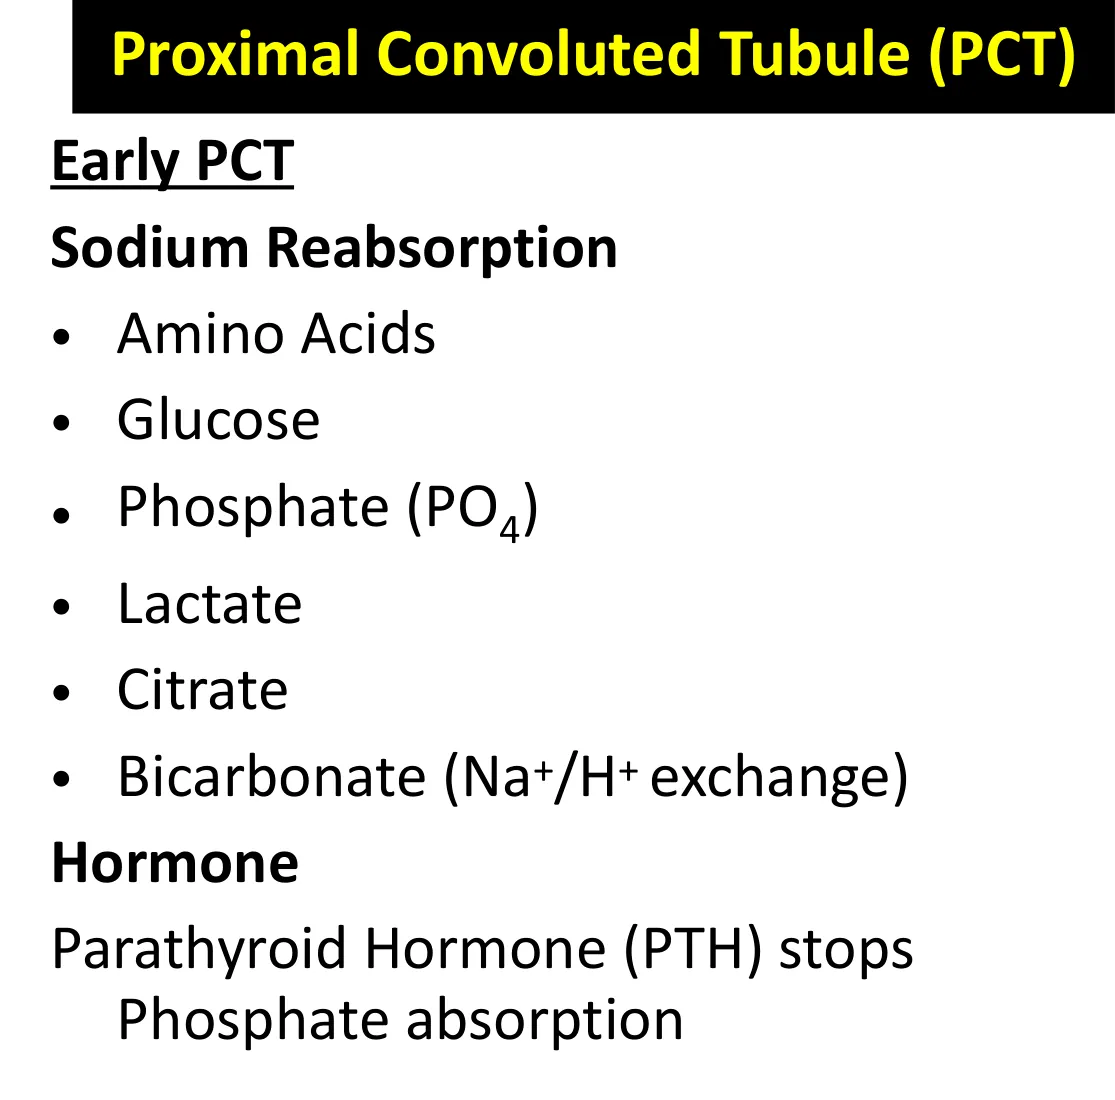 Proximal Convoluted Tubule (PCT)
Early PCT
Sodium Reabsorption
• Amino Acids
• Glucose
• Phosphate (PO₄)
• Lactate
• Citrate
• Bicarbonate (Na⁺/H⁺ exchange)
Hormone
Parathyroid Hormone (PTH) stops
Phosphate absorption